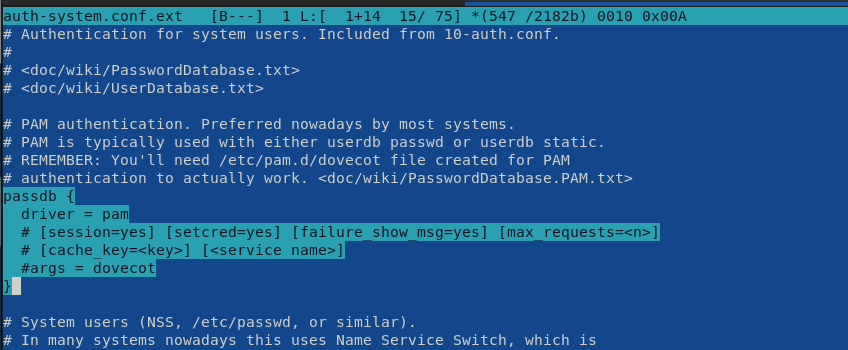 auth-system.conf.ext   [B---]  1 L:[  1+14  15/ 75] *(547 /2182b) 0010 0x00A
# Authentication for system users. Included from 10-auth.conf.
#
# <doc/wiki/PasswordDatabase.txt>
# <doc/wiki/UserDatabase.txt>

# PAM authentication. Preferred nowadays by most systems.
# PAM is typically used with either userdb passwd or userdb static.
# REMEMBER: You'll need /etc/pam.d/dovecot file created for PAM
# authentication to actually work. <doc/wiki/PasswordDatabase.PAM.txt>
passdb {
  driver = pam
  # [session=yes] [setcred=yes] [failure_show_msg=yes] [max_requests=<n>]
  # [cache_key=<key>] [<service name>]
  #args = dovecot
}

# System users (NSS, /etc/passwd, or similar).
# In many systems nowadays this uses Name Service Switch, which is